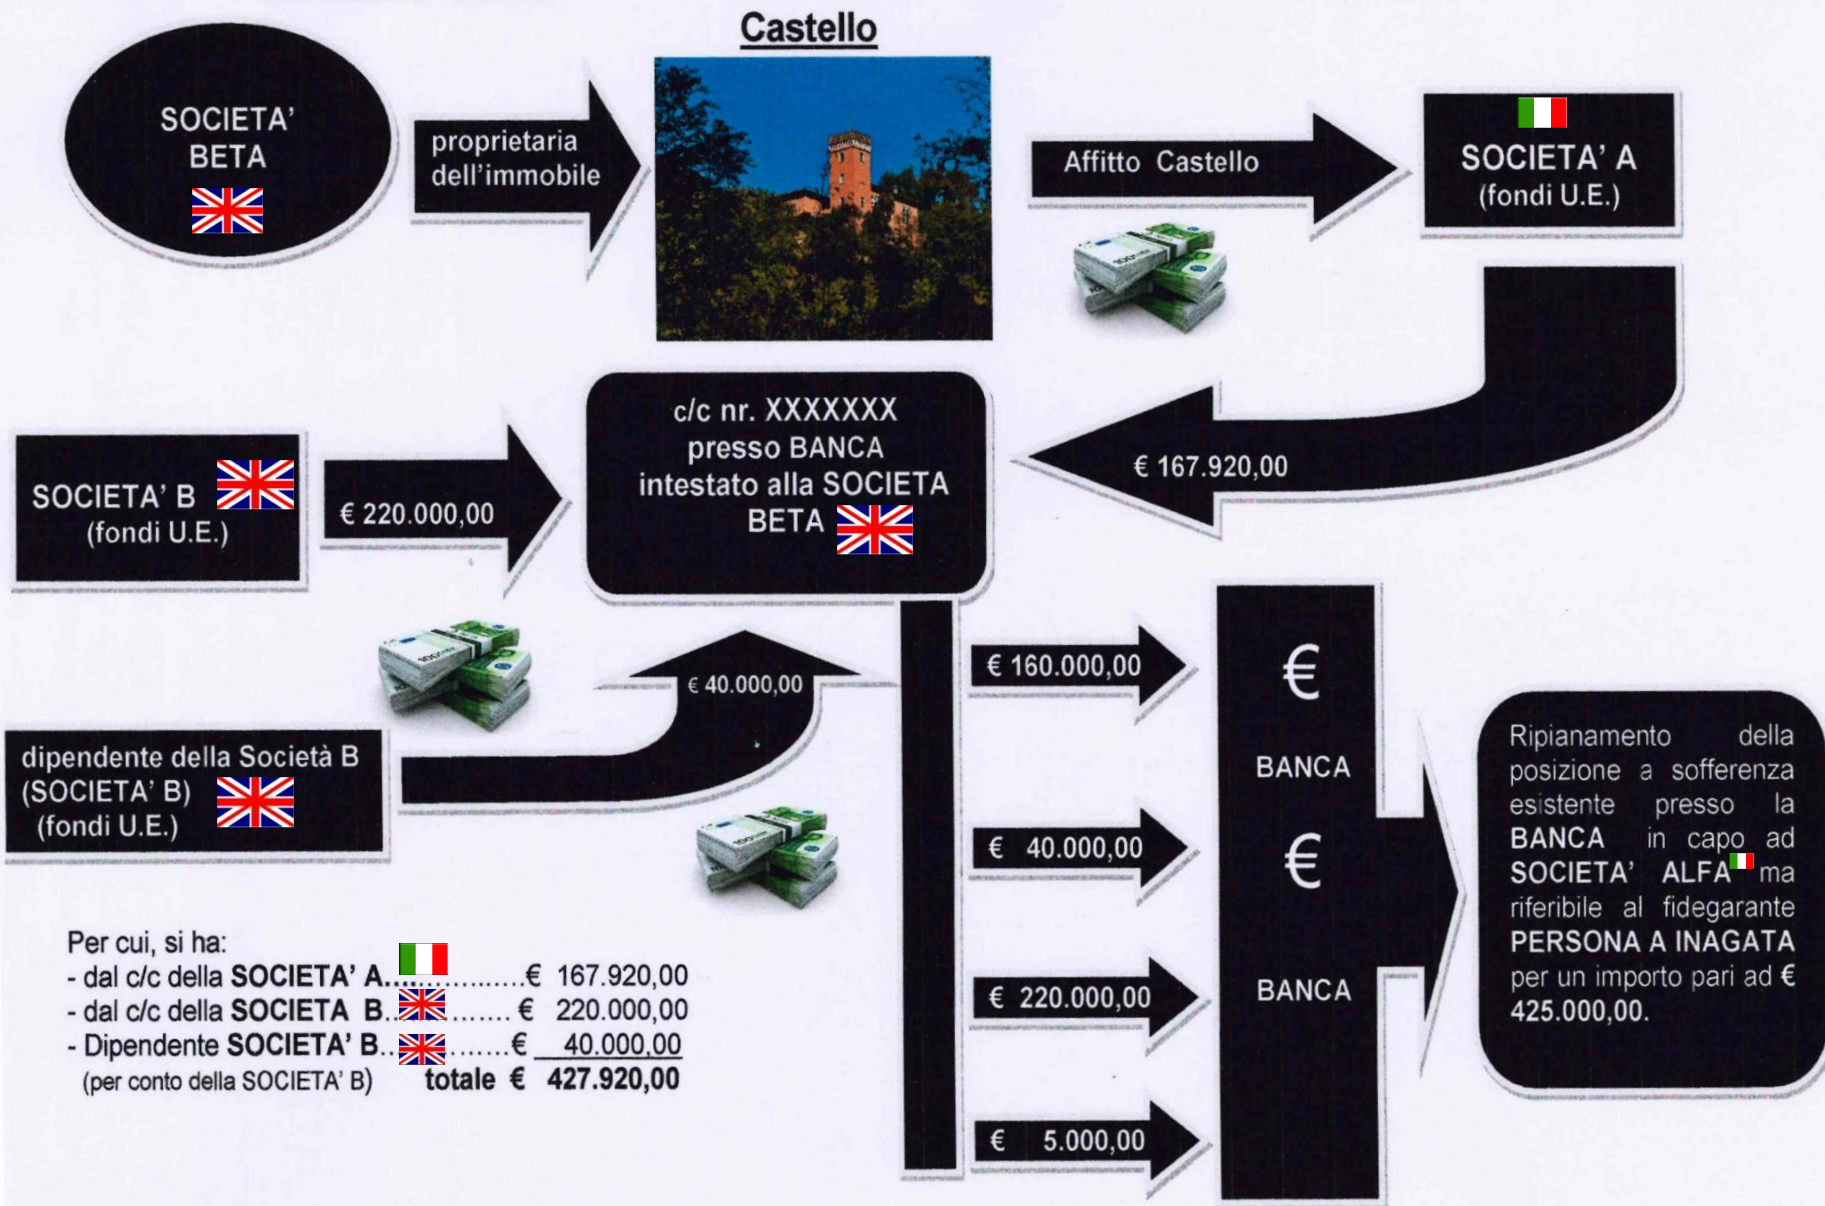 Castello
SOCIETA'
BETA
proprietaria
dell'immobile
Affitto Castello
SOCIETA' A
(fondi U.E.)
SOCIETA' B
(fondi U.E.)
€ 220.000,00
c/c nr. XXXXXXX
presso BANCA
intestato alla SOCIETA
BETA
€ 167.920,00
dipendente della Società B
(SOCIETA' B)
(fondi U.E.)
€ 40.000,00
€ 160.000,00
€ 40.000,00
€ 220.000,00
€ 5.000,00
€
BANCA
€
BANCA
Ripianamento della
posizione a sofferenza
esistente presso la
BANCA in capo ad
SOCIETA' ALFA ma
riferibile al fidegarante
PERSONA A INAGATA
per un importo pari ad €
425.000,00.
Per cui, si ha:
- dal c/c della SOCIETA' A..............€ 167.920,00
- dal c/c della SOCIETA B.. ....... € 220.000,00
- Dipendente SOCIETA' B.. .......€ 40.000,00
(per conto della SOCIETA' B) totale € 427.920,00